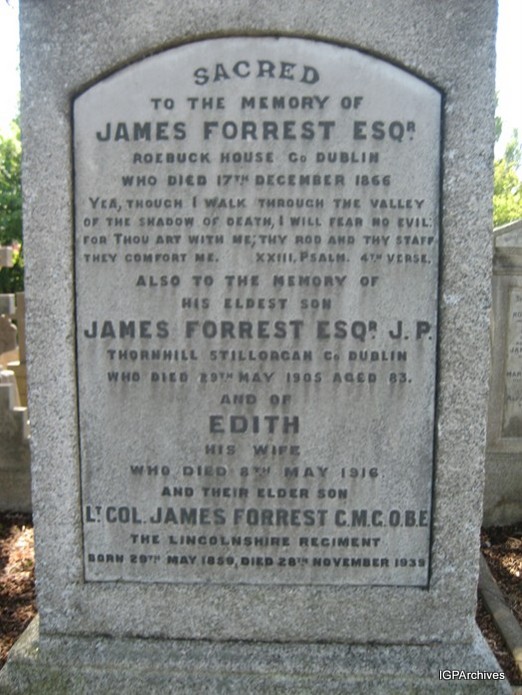 SACRED
TO THE MEMORY OF
JAMES FORREST ESQR.
ROEBUCK HOUSE CO DUBLIN
WHO DIED 17TH DECEMBER 1866
YEA, THOUGH I WALK THROUGH THE VALLEY
OF THE SHADOW OF DEATH, I WILL FEAR NO EVIL:
FOR THOU ART WITH ME; THY ROD AND THY STAFF
THEY COMFORT ME. XXIII. PSALM. 4TH VERSE.
ALSO TO THE MEMORY OF
HIS ELDEST SON
JAMES FORREST ESQR. J.P.
THORNHILL STILLORGAN CO DUBLIN
WHO DIED 29TH MAY 1905 AGED 83.
AND OF
EDITH
HIS WIFE
WHO DIED 8TH MAY 1916
AND THEIR ELDER SON
LT. COL. JAMES FORREST C.M.G. O.B.E
THE LINCOLNSHIRE REGIMENT
BORN 29TH MAY 1859, DIED 28TH NOVEMBER 1939
IGPArchives